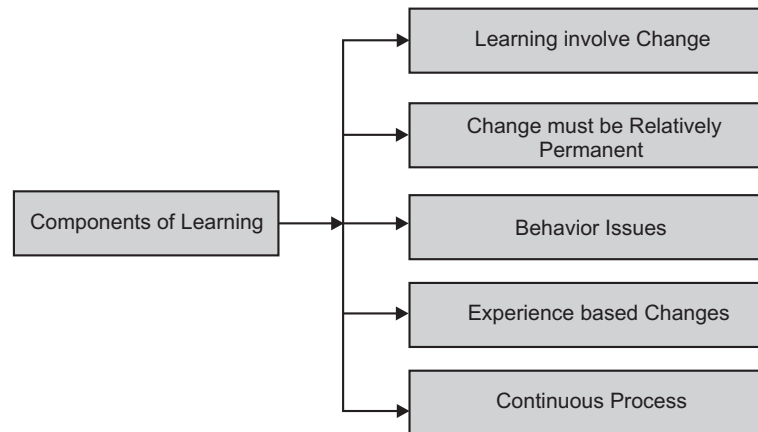 Learning involve Change
Change must be Relatively
Permanent
Components of Learning
Behavior Issues
Experience based Changes
Continuous Process